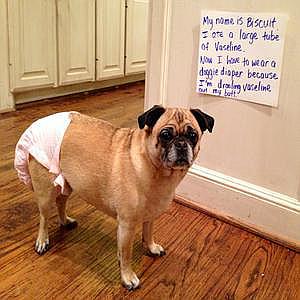 My name is BISCUIT
I ate a large tube
of Vaseline.
Now I have to wear a
doggie diaper because
I'm drooling vaseline
out my butt!